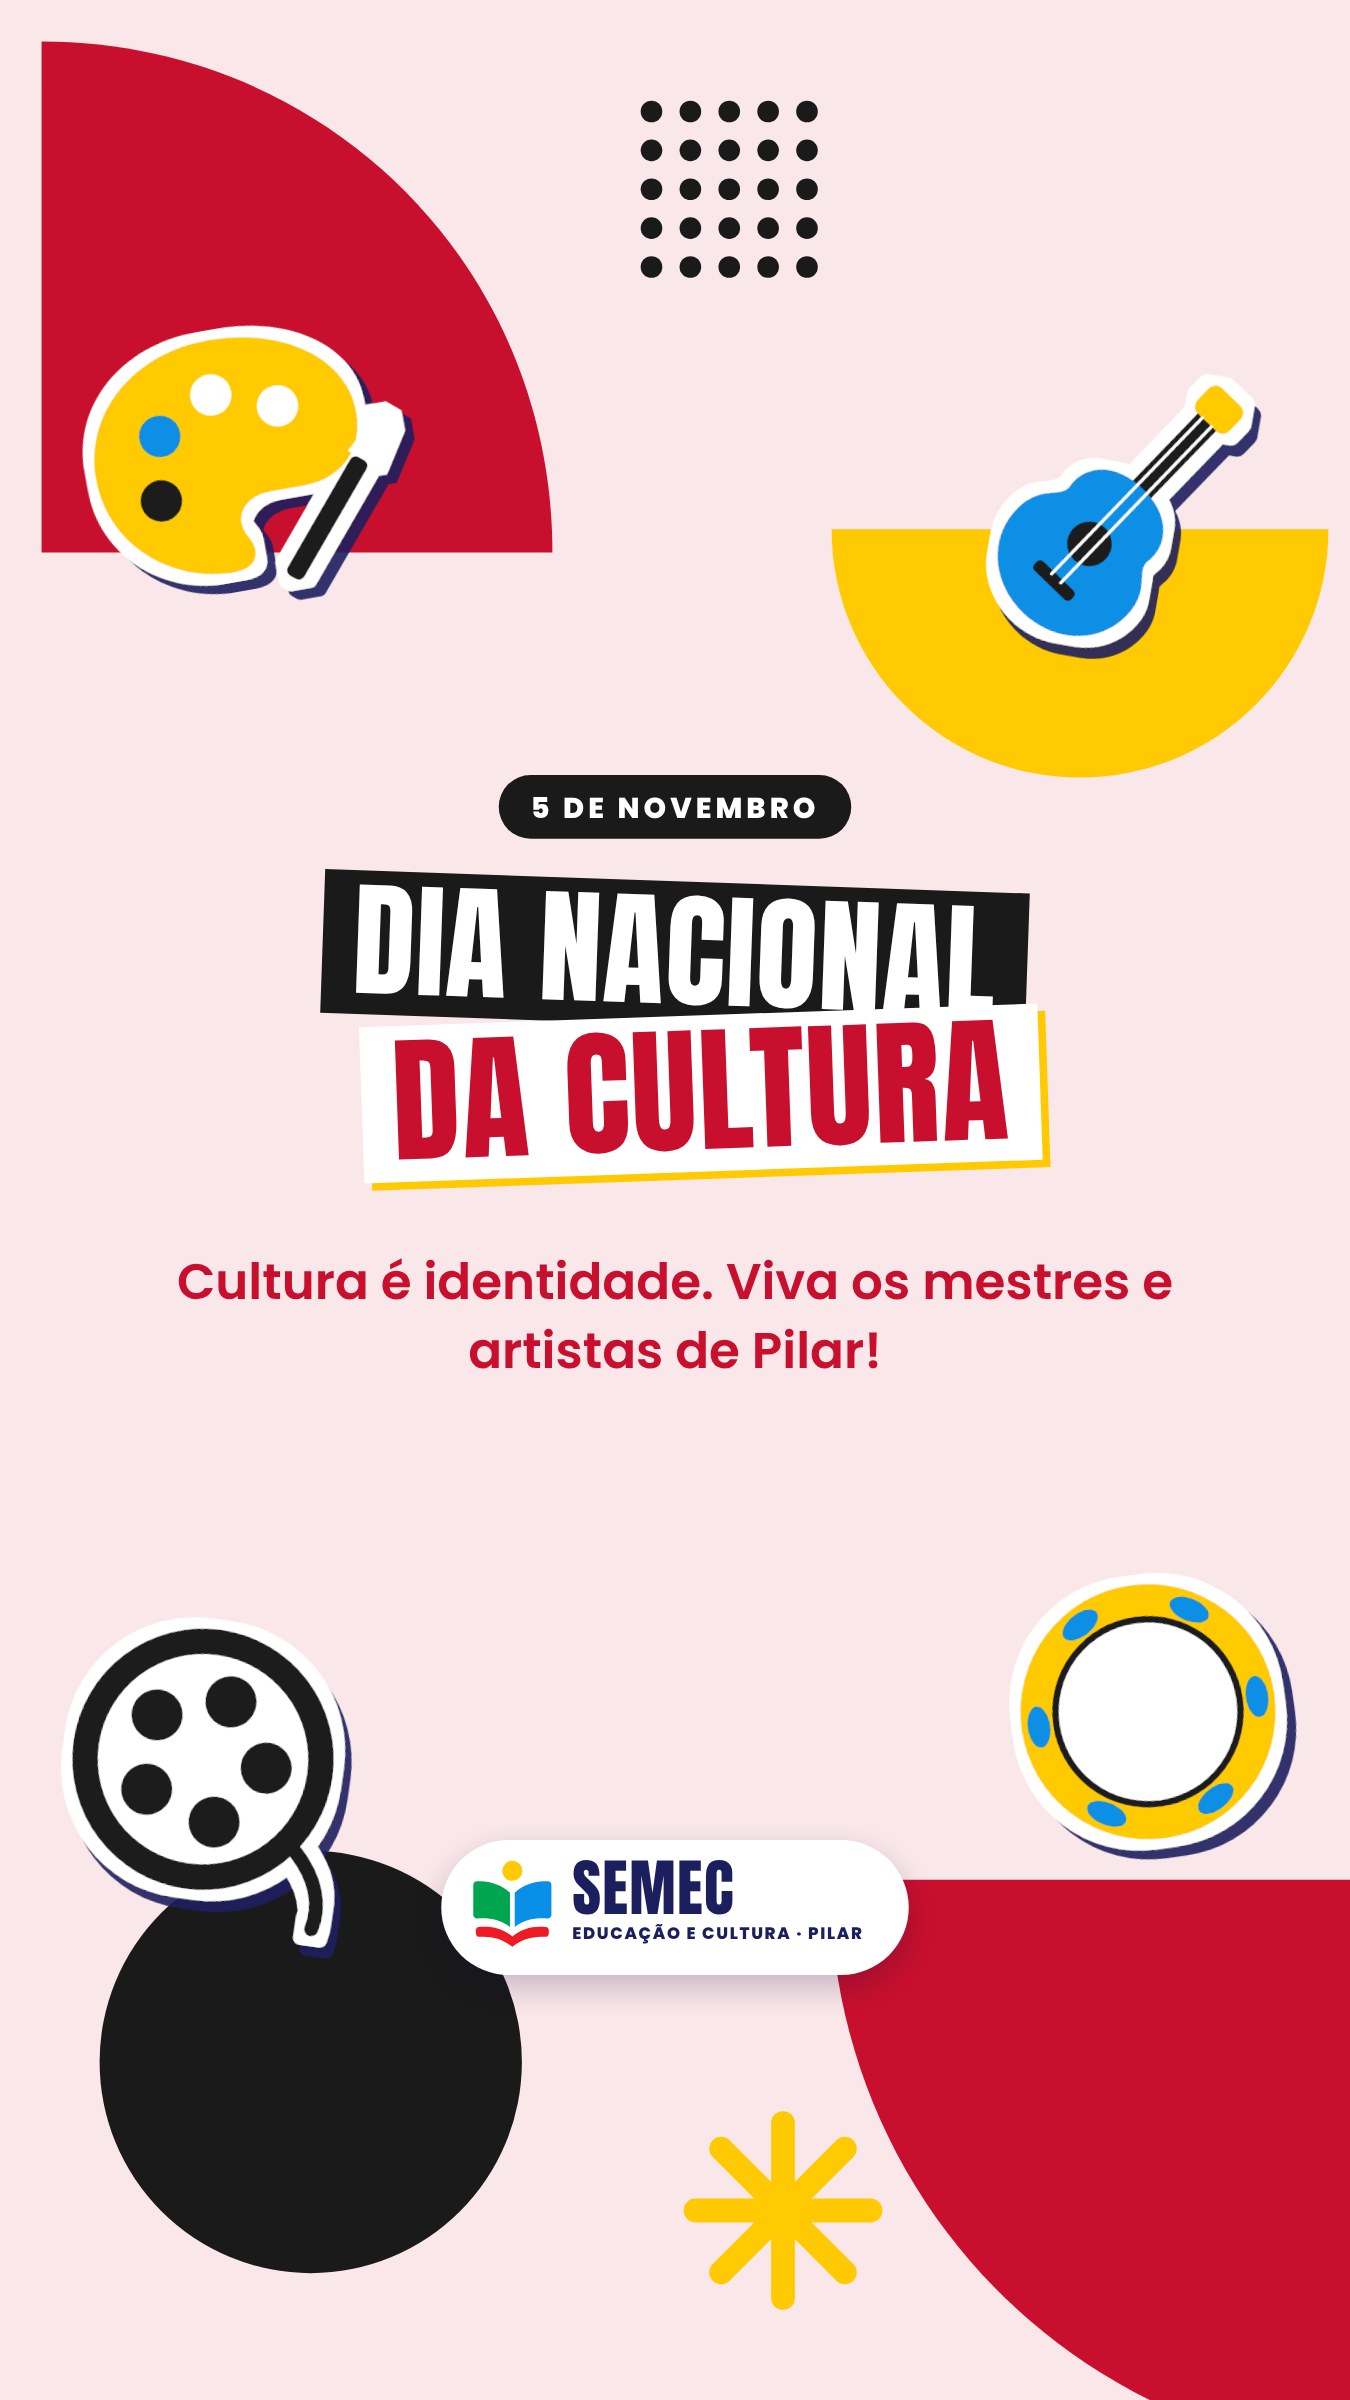 5 DE NOVEMBRO
DIA NACIONAL
DA CULTURA
Cultura é identidade. Viva os mestres e
artistas de Pilar!
SEMEC
EDUCAÇÃO E CULTURA · PILAR